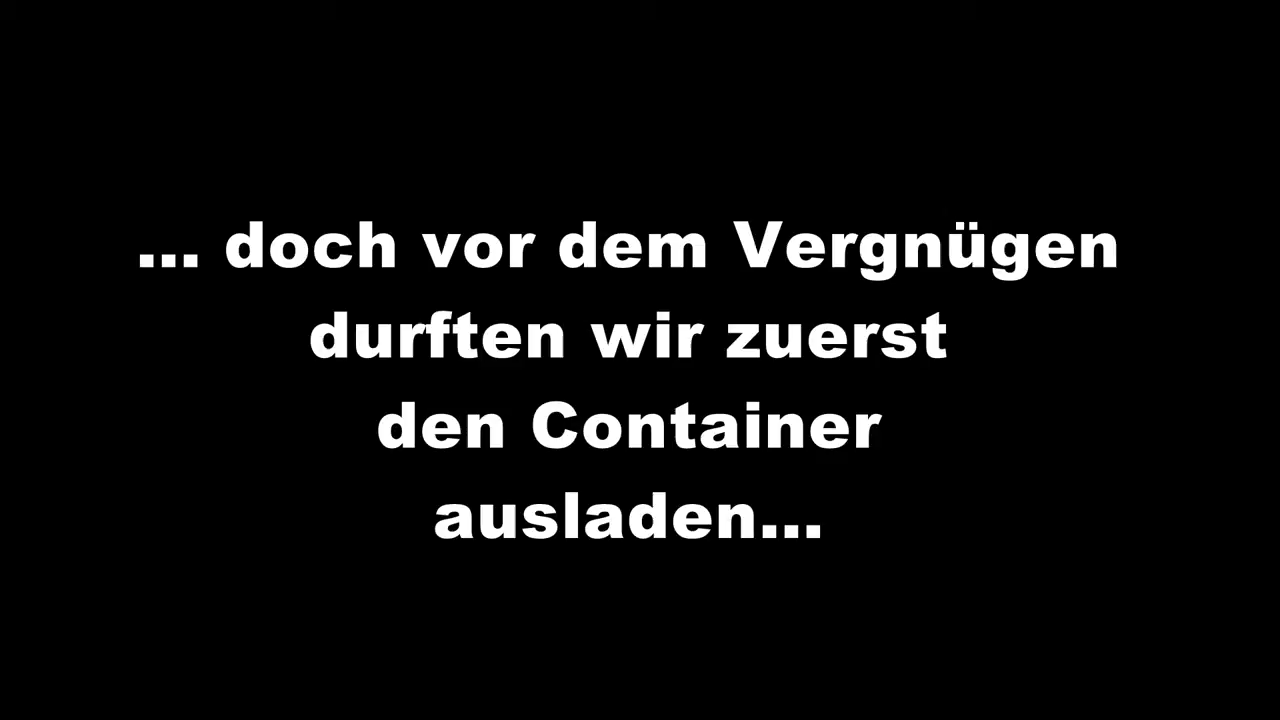 ... doch vor dem Vergnügen
durften wir zuerst
den Container
ausladen...